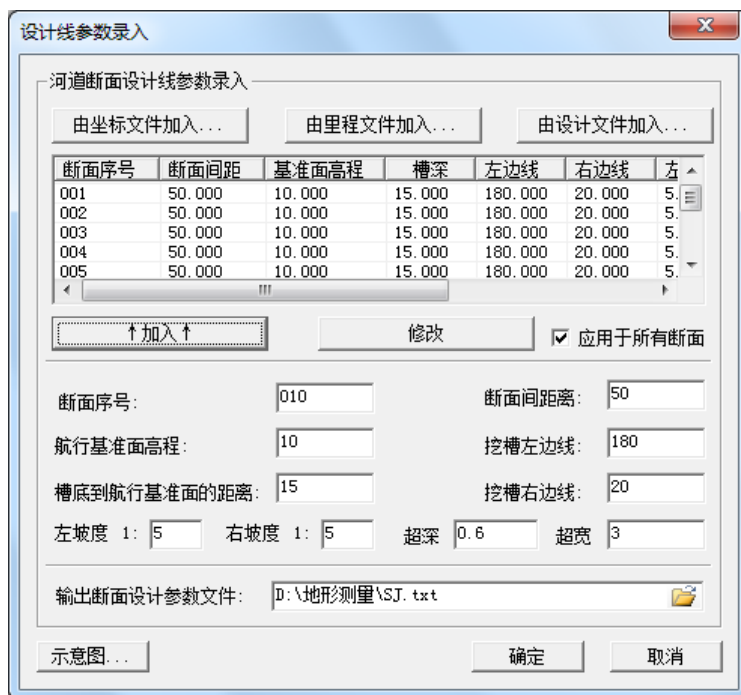 设计线参数录入
河道断面设计线参数录入
由坐标文件加入... 由里程文件加入... 由设计文件加入...
断面序号 断面间距 基准面高程 槽深 左边线 右边线 左
001 50.000 10.000 15.000 180.000 20.000 5.
002 50.000 10.000 15.000 180.000 20.000 5.
003 50.000 10.000 15.000 180.000 20.000 5.
004 50.000 10.000 15.000 180.000 20.000 5.
005 50.000 10.000 15.000 180.000 20.000 5.
↑加入↑ 修改 应用于所有断面
断面序号: 010 断面间距离: 50
航行基准面高程: 10 挖槽左边线: 180
槽底到航行基准面的距离: 15 挖槽右边线: 20
左坡度 1: 5 右坡度 1: 5 超深 0.6 超宽 3
输出断面设计参数文件: D:\地形测量\SJ.txt
示意图... 确定 取消